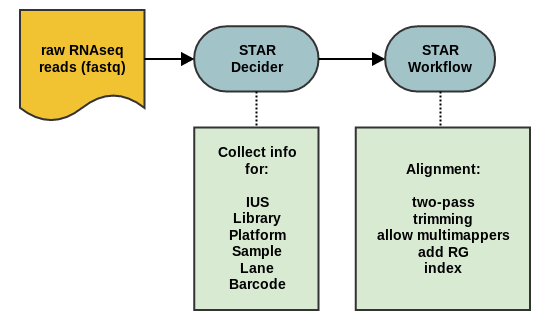 raw RNAseq
reads (fastq)
STAR
Decider
STAR
Workflow
Collect info
for:
IUS
Library
Platform
Sample
Lane
Barcode
Alignment:
two-pass
trimming
allow multimappers
add RG
index